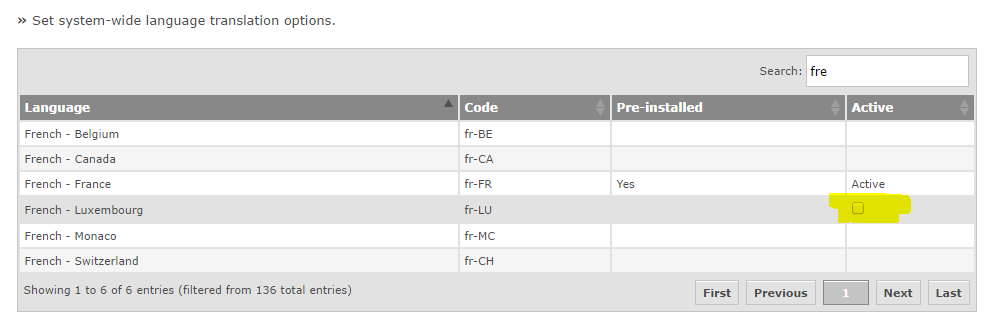 » Set system-wide language translation options.
Search: fre
Language Code Pre-installed Active
French - Belgium fr-BE
French - Canada fr-CA
French - France fr-FR Yes Active
French - Luxembourg fr-LU
French - Monaco fr-MC
French - Switzerland fr-CH
Showing 1 to 6 of 6 entries (filtered from 136 total entries) First Previous 1 Next Last